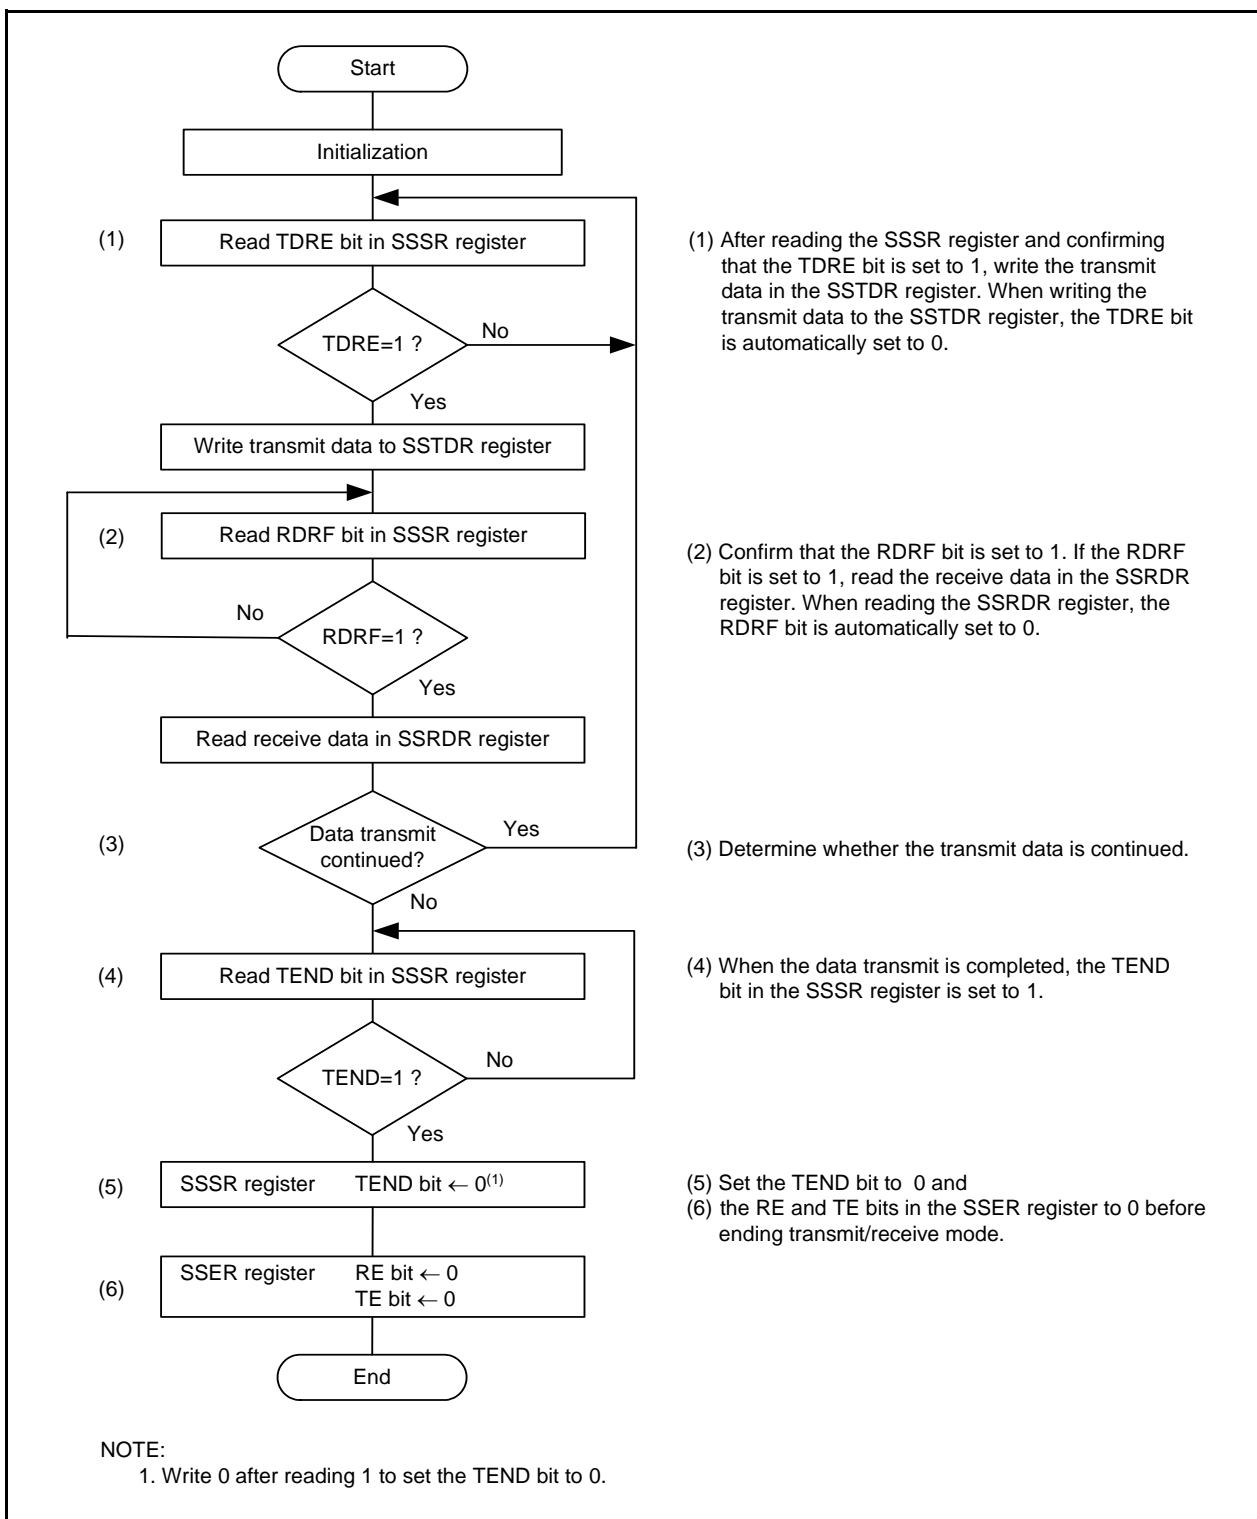 Start
Initialization
(1)
Read TDRE bit in SSSR register
TDRE=1 ?
No
Yes
Write transmit data to SSTDR register
(2)
Read RDRF bit in SSSR register
No
RDRF=1 ?
Yes
Read receive data in SSRDR register
(3)
Data transmit
continued?
Yes
No
(4)
Read TEND bit in SSSR register
TEND=1 ?
No
Yes
(5)
SSSR register TEND bit ← 0(1)
(6)
SSER register RE bit ← 0
TE bit ← 0
End
(1) After reading the SSSR register and confirming
that the TDRE bit is set to 1, write the transmit
data in the SSTDR register. When writing the
transmit data to the SSTDR register, the TDRE bit
is automatically set to 0.
(2) Confirm that the RDRF bit is set to 1. If the RDRF
bit is set to 1, read the receive data in the SSRDR
register. When reading the SSRDR register, the
RDRF bit is automatically set to 0.
(3) Determine whether the transmit data is continued.
(4) When the data transmit is completed, the TEND
bit in the SSSR register is set to 1.
(5) Set the TEND bit to 0 and
(6) the RE and TE bits in the SSER register to 0 before
ending transmit/receive mode.
NOTE:
1. Write 0 after reading 1 to set the TEND bit to 0.